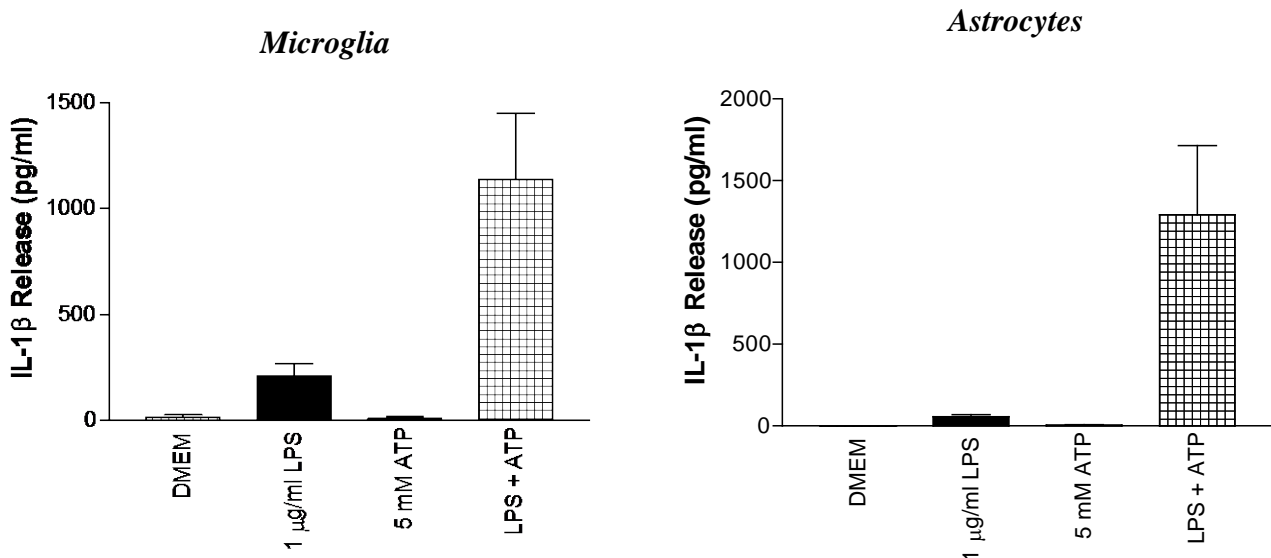 Microglia
IL-1β Release (pg/ml)
1500
1000
500
0
DMEM
1 μg/ml LPS
5 mM ATP
LPS + ATP
Astrocytes
IL-1β Release (pg/ml)
2000
1500
1000
500
0
DMEM
1 μg/ml LPS
5 mM ATP
LPS + ATP